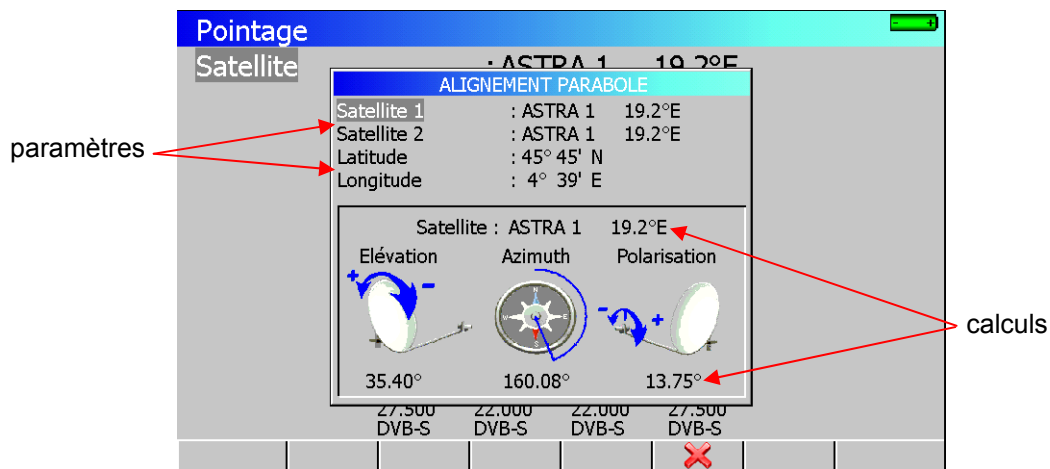 Pointage
Satellite : ASTRA 1 19.2°E
ALIGNEMENT PARABOLE
Satellite 1 : ASTRA 1 19.2°E
Satellite 2 : ASTRA 1 19.2°E
Latitude : 45° 45' N
Longitude : 4° 39' E
paramètres
Satellite : ASTRA 1 19.2°E
Elévation Azimuth Polarisation
calculs
35.40° 160.08° 13.75°
27.500 22.000 22.000 27.500
DVB-S DVB-S DVB-S DVB-S